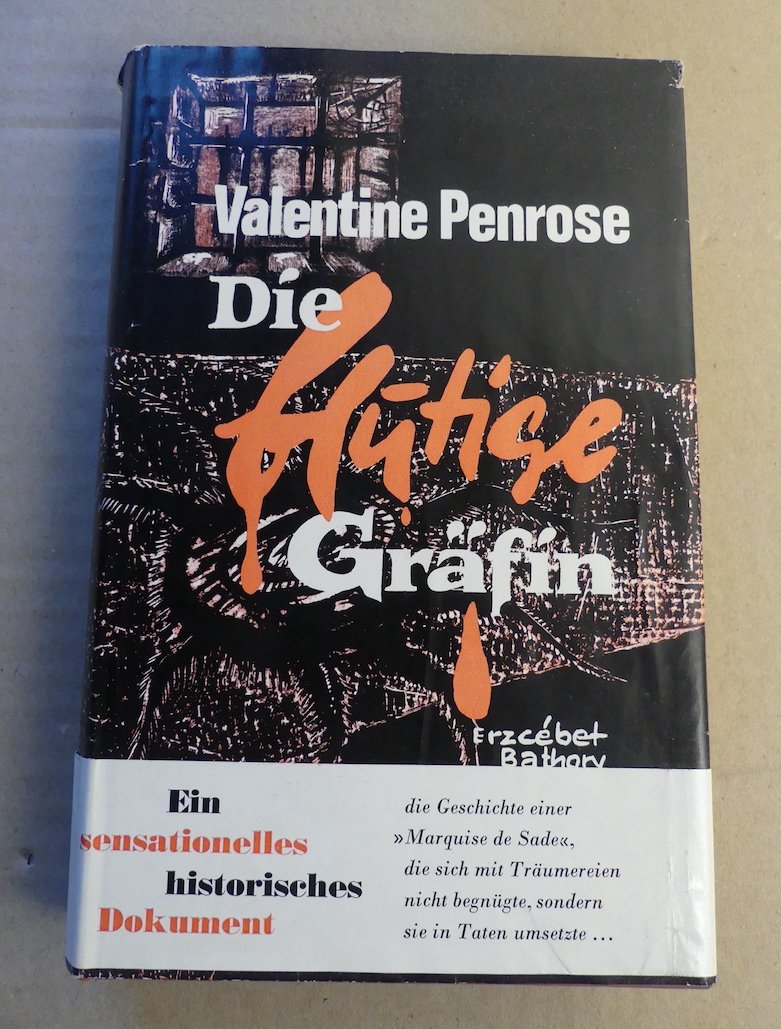 Valentine Penrose
Die
blutige
Gräfin
Erzcébet
Bathory
Ein
sensationelles
historisches
Dokument
die Geschichte einer
»Marquise de Sade«,
die sich mit Träumereien
nicht begnügte, sondern
sie in Taten umsetzte ...